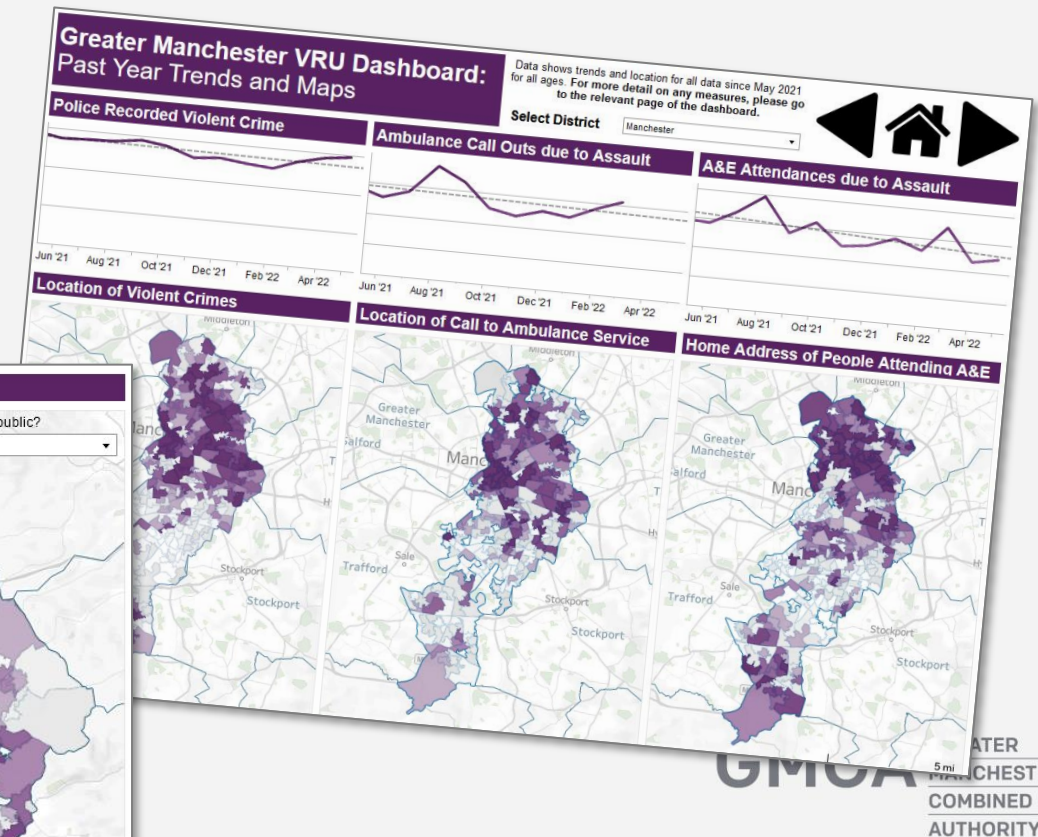 Greater Manchester VRU Dashboard:
Past Year Trends and Maps
Data shows trends and location for all data since May 2021
for all ages. For more detail on any measures, please go
to the relevant page of the dashboard.
Select District
Manchester
Police Recorded Violent Crime
Ambulance Call Outs due to Assault
A&E Attendances due to Assault
Jun '21 Aug '21 Oct '21 Dec '21 Feb '22 Apr '22
Jun '21 Aug '21 Oct '21 Dec '21 Feb '22 Apr '22
Jun '21 Aug '21 Oct '21 Dec '21 Feb '22 Apr '22
Location of Violent Crimes
Location of Call to Ambulance Service
Home Address of People Attending A&E
Middleton
Manc
Stockport
Stockport
Middleton
Greater
Manchester
Salford
Manc
Sale
Trafford
Stockport
Stockport
Middleton
Greater
Manchester
alford
Manc
Sale
Trafford
Stockport
Stockport
5 mi
public?
GMCA
ATER
MANCHEST
COMBINED
AUTHORITY